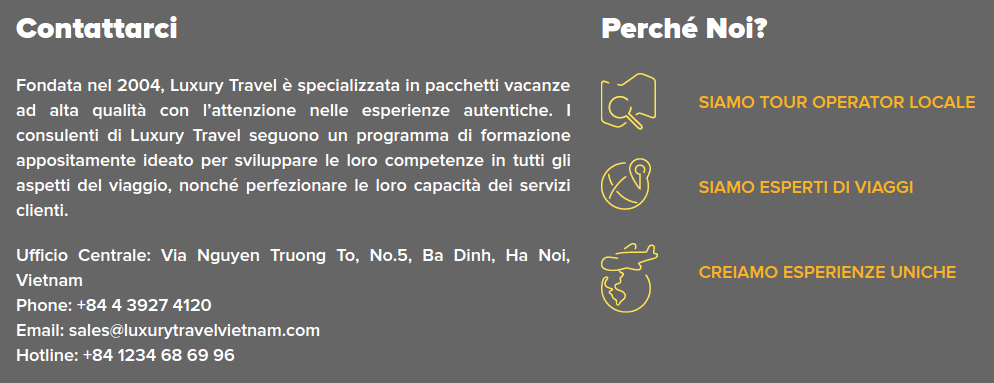 Contattarci
Fondata nel 2004, Luxury Travel è specializzata in pacchetti vacanze
ad alta qualità con l'attenzione nelle esperienze autentiche. I
consulenti di Luxury Travel seguono un programma di formazione
appositamente ideato per sviluppare le loro competenze in tutti gli
aspetti del viaggio, nonché perfezionare le loro capacità dei servizi
clienti.
Ufficio Centrale: Via Nguyen Truong To, No.5, Ba Dinh, Ha Noi,
Vietnam
Phone: +84 4 3927 4120
Email: sales@luxurytravelvietnam.com
Hotline: +84 1234 68 69 96
Perché Noi?
SIAMO TOUR OPERATOR LOCALE
SIAMO ESPERTI DI VIAGGI
CREIAMO ESPERIENZE UNICHE